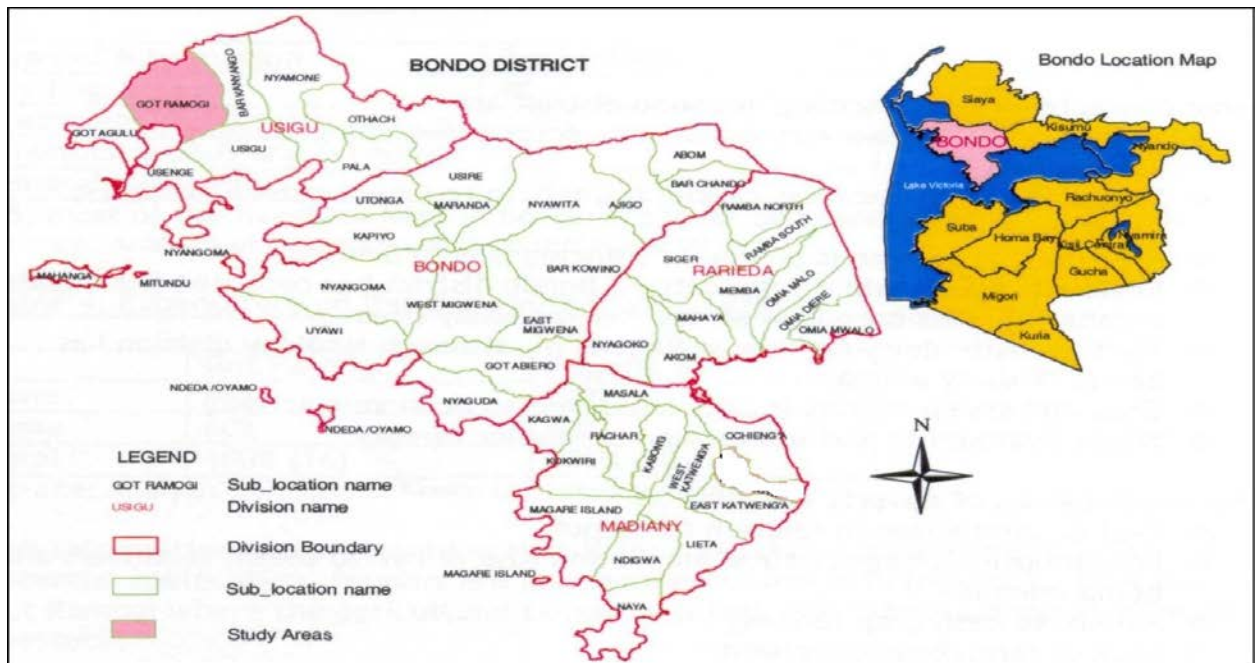 BONDO DISTRICT
Bondo Location Map
NYAMONE
BARWANYANDO
GOT RAMOGI
USIGU
OTHACH
GOT AGULU
USIGU
USENGE
PALA
ABOM
USIRE
BAR CHANDO
UTONGA
MARANDA
NYAWITA
AJIGO
RAMBA NORTH
RAMBA SOUTH
KAPIYO
NYANGOMA
SIGER
RARIEDA
MAHANGA
MITUNDU
BONDO
BAR KOWINO
NYANGOMA
WEST MIGWENA
MEMBA
OMIA MALO
OMIA DIERE
UYAWI
EAST
MIGWENA
MAHAYA
OMIA MWALO
NYAGOKO
AKOM
GOT ABIERO
NDEDA /OYAMO
NYAGUDA
MASALA
KAGWA
NDEDA /OYAMO
RACHAR
KABONG
WEST
KATWENG'A
OCHIENG'?
KOKWIRI
MAGARE ISLAND
EAST KATWENG'A
MADIANY
LIETA
NDIGWA
MAGARE ISLAND
NAYA
Siaya
BONDO
Kisumu
Nyando
Lake Victoria
Rachuonyo
Suba
Homa Bay
Nyamira
Gucha
Migori
Kuria
N
LEGEND
GOT RAMOGI Sub_location name
USIGU Division name
Division Boundary
Sub_location name
Study Areas